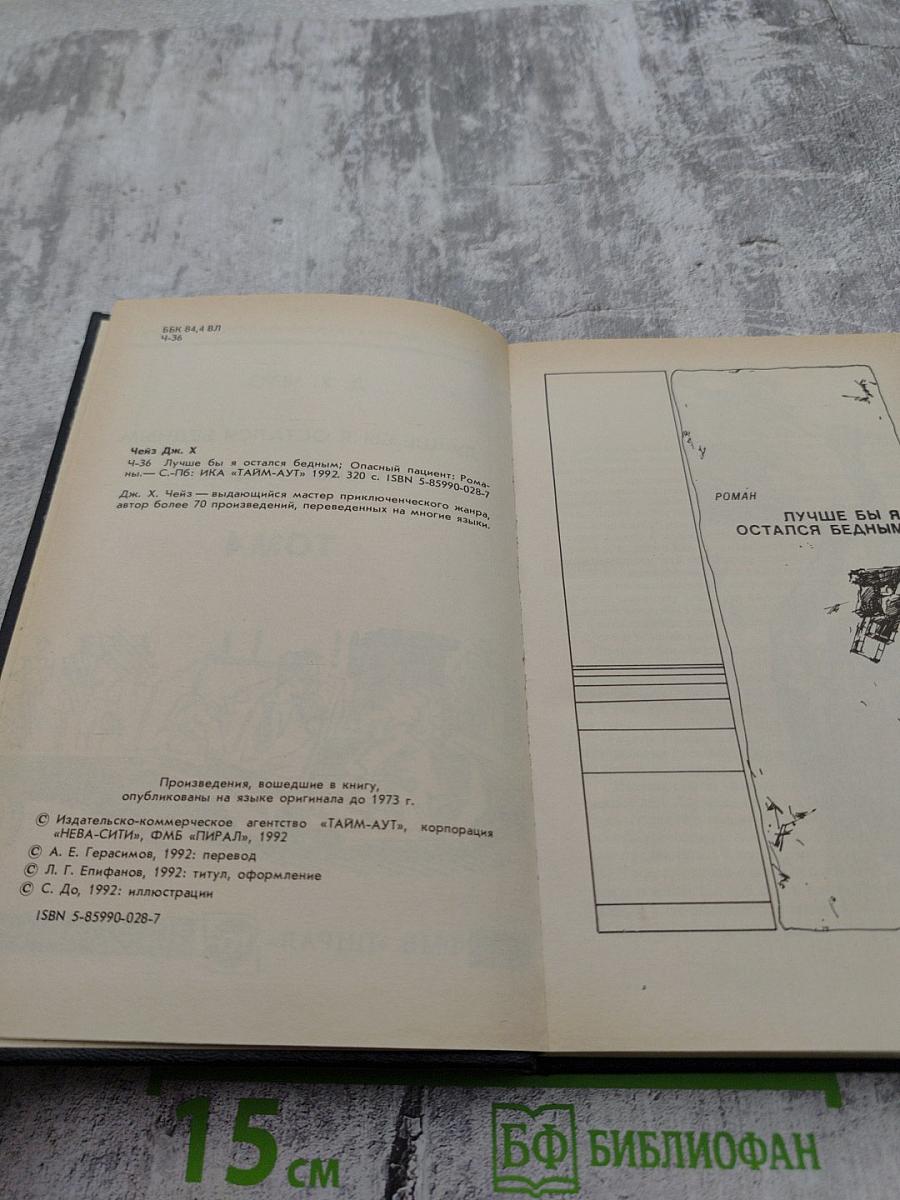 ББК 84,4 ВЛ
Ч-36
Чейз Дж. Х
Ч-36 Лучше бы я остался бедным; Опасный пациент: Рома-
ны.— С.-Пб: ИКА «ТАЙМ-АУТ» 1992. 320 с. ISBN 5-85990-028-7
Дж. Х. Чейз — выдающийся мастер приключенческого жанра,
автор более 70 произведений, переведенных на многие языки.
Произведения, вошедшие в книгу,
опубликованы на языке оригинала до 1973 г.
© Издательско-коммерческое агентство «ТАЙМ-АУТ», корпорация
«НЕВА-СИТИ», ФМБ «ПИРАЛ», 1992
© А. Е. Герасимов, 1992: перевод
© Л. Г. Епифанов, 1992: титул, оформление
© С. До, 1992: иллюстрации
ISBN 5-85990-028-7
РОМАН
ЛУЧШЕ БЫ Я
ОСТАЛСЯ БЕДНЫМ
15 см
БФ БИБЛИОФАН